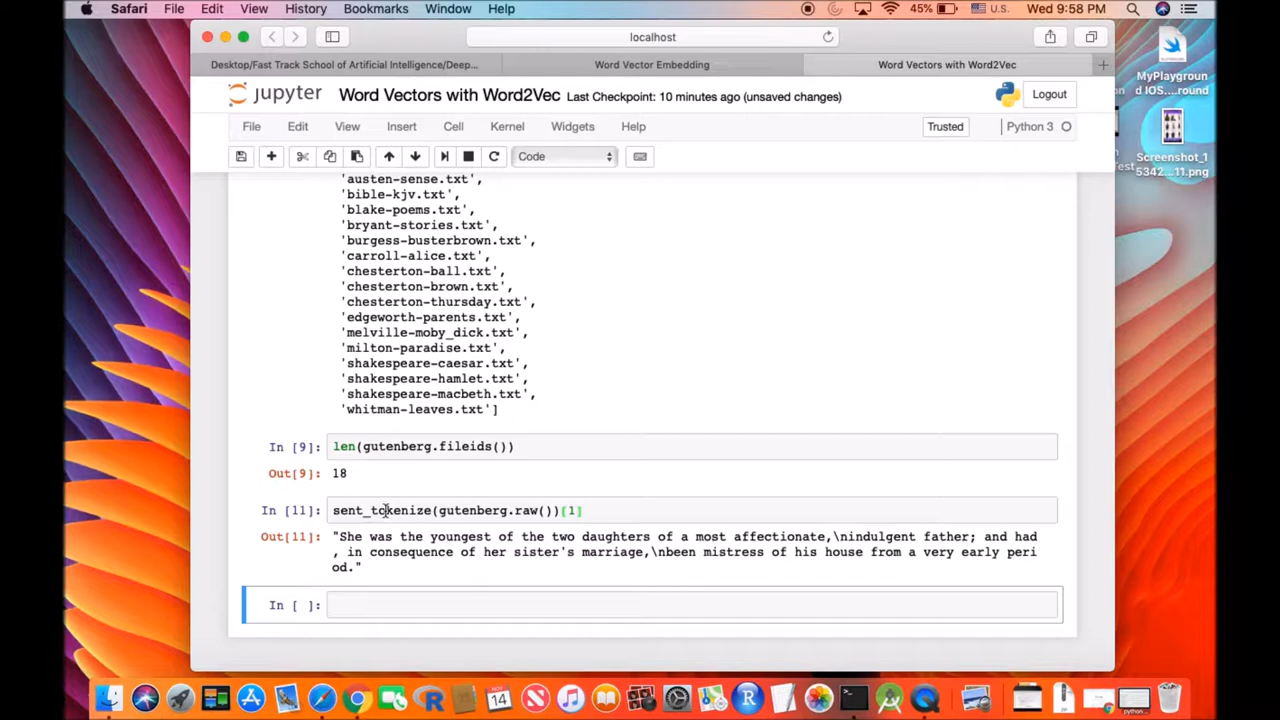 Safari File Edit View History Bookmarks Window Help 45% U.S. Wed 9:58 PM
localhost
Desktop/Fast Track School of Artificial Intelligence/Deep... Word Vector Embedding Word Vectors with Word2Vec +
MyPlaygroun
d IOS....round
jupyter Word Vectors with Word2Vec Last Checkpoint: 10 minutes ago (unsaved changes) Logout
File Edit View Insert Cell Kernel Widgets Help Trusted Python 3
Code
Screenshot_1
5342...11.png
'austen-sense.txt',
'bible-kjv.txt',
'blake-poems.txt',
'bryant-stories.txt',
'burgess-busterbrown.txt',
'carroll-alice.txt',
'chesterton-ball.txt',
'chesterton-brown.txt',
'chesterton-thursday.txt',
'edgeworth-parents.txt',
'melville-moby_dick.txt',
'milton-paradise.txt',
'shakespeare-caesar.txt',
'shakespeare-hamlet.txt',
'shakespeare-macbeth.txt',
'whitman-leaves.txt']
In [9]: len(gutenberg.fileids())
Out[9]: 18
In [11]: sent_tokenize(gutenberg.raw())[1]
Out[11]: "She was the youngest of the two daughters of a most affectionate,\nindulgent father; and had
, in consequence of her sister's marriage,\nbeen mistress of his house from a very early peri
od."
In [ ]: